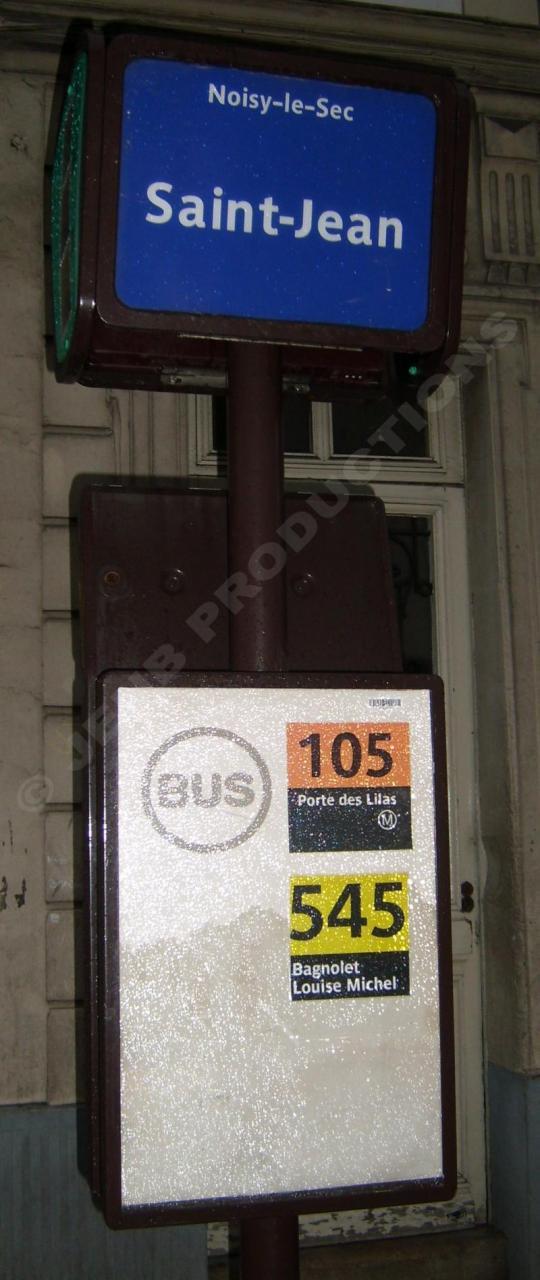 Noisy-le-Sec
Saint-Jean
BUS
105
Porte des Lilas
M
545
Bagnolet
Louise Michel